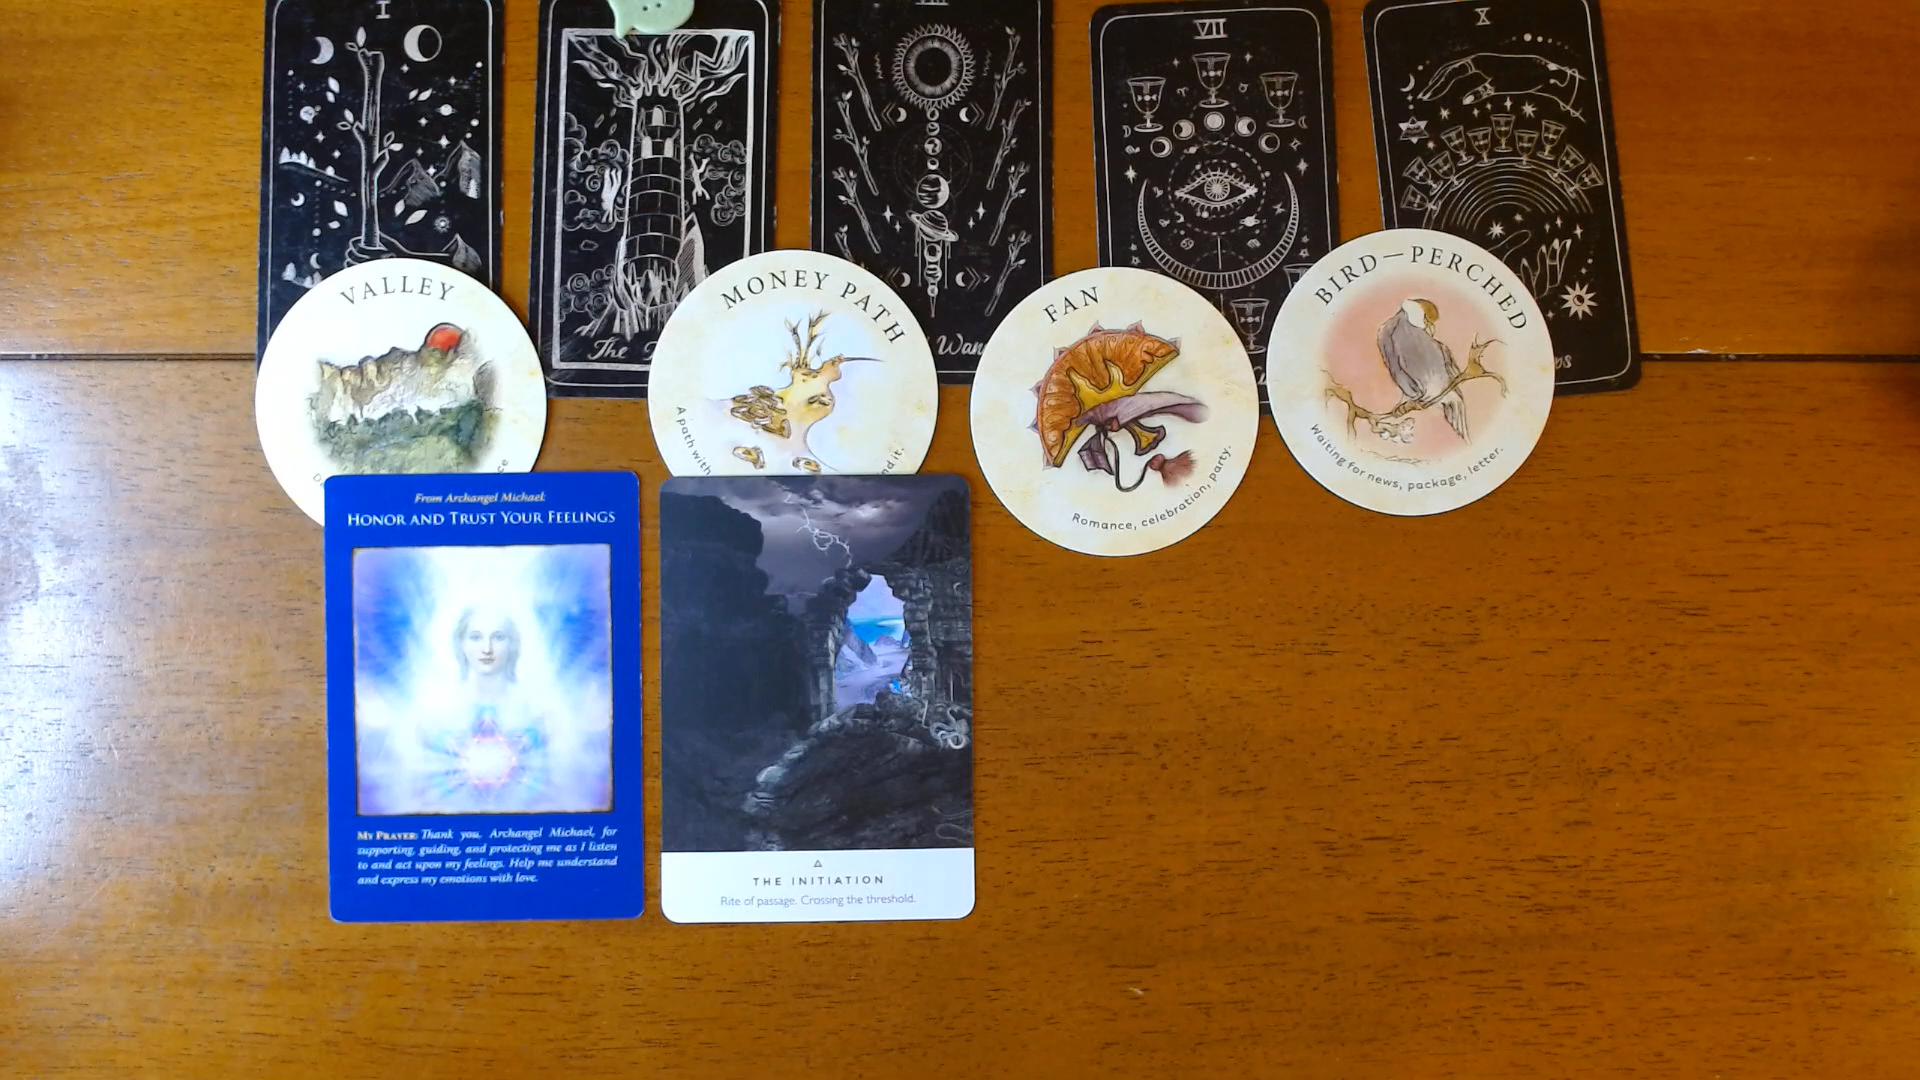 I
VII
X
The
Wan
VALLEY
MONEY PATH
A path with
nd it.
FAN
Romance, celebration, party.
BIRD—PERCHED
Waiting for news, package, letter.
From Archangel Michael:
HONOR AND TRUST YOUR FEELINGS
MY PRAYER: Thank you, Archangel Michael, for
supporting, guiding, and protecting me as I listen
to and act upon my feelings. Help me understand
and express my emotions with love.
THE INITIATION
Rite of passage. Crossing the threshold.